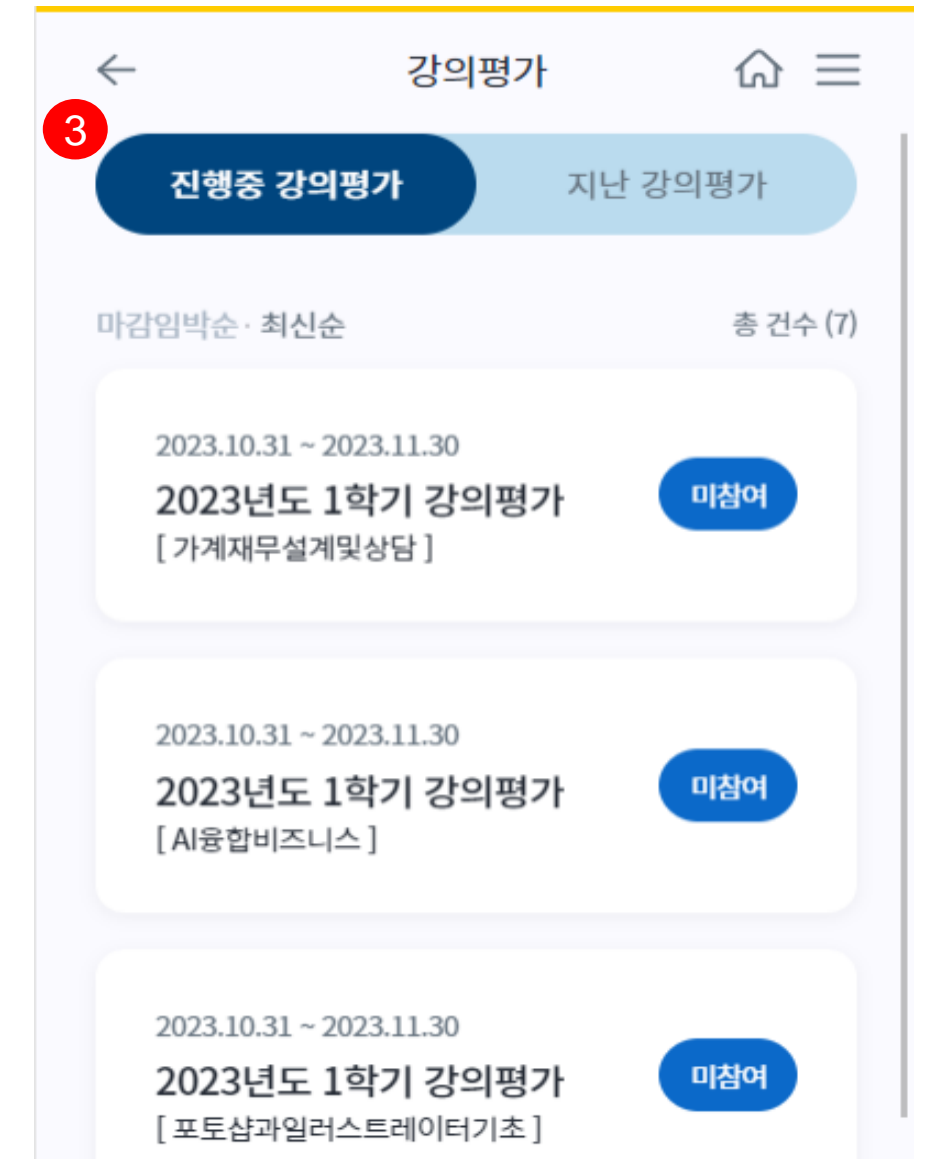 강의평가
3
진행중 강의평가
지난 강의평가
마감임박순 · 최신순
총 건수 (7)
2023.10.31 ~ 2023.11.30
2023년도 1학기 강의평가
미참여
[ 가계재무설계및상담 ]
2023.10.31 ~ 2023.11.30
2023년도 1학기 강의평가
미참여
[ AI융합비즈니스 ]
2023.10.31 ~ 2023.11.30
2023년도 1학기 강의평가
미참여
[ 포토샵과일러스트레이터기초 ]